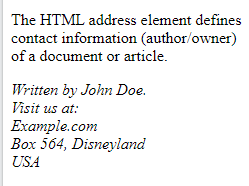 The HTML address element defines
contact information (author/owner)
of a document or article.
Written by John Doe.
Visit us at:
Example.com
Box 564, Disneyland
USA